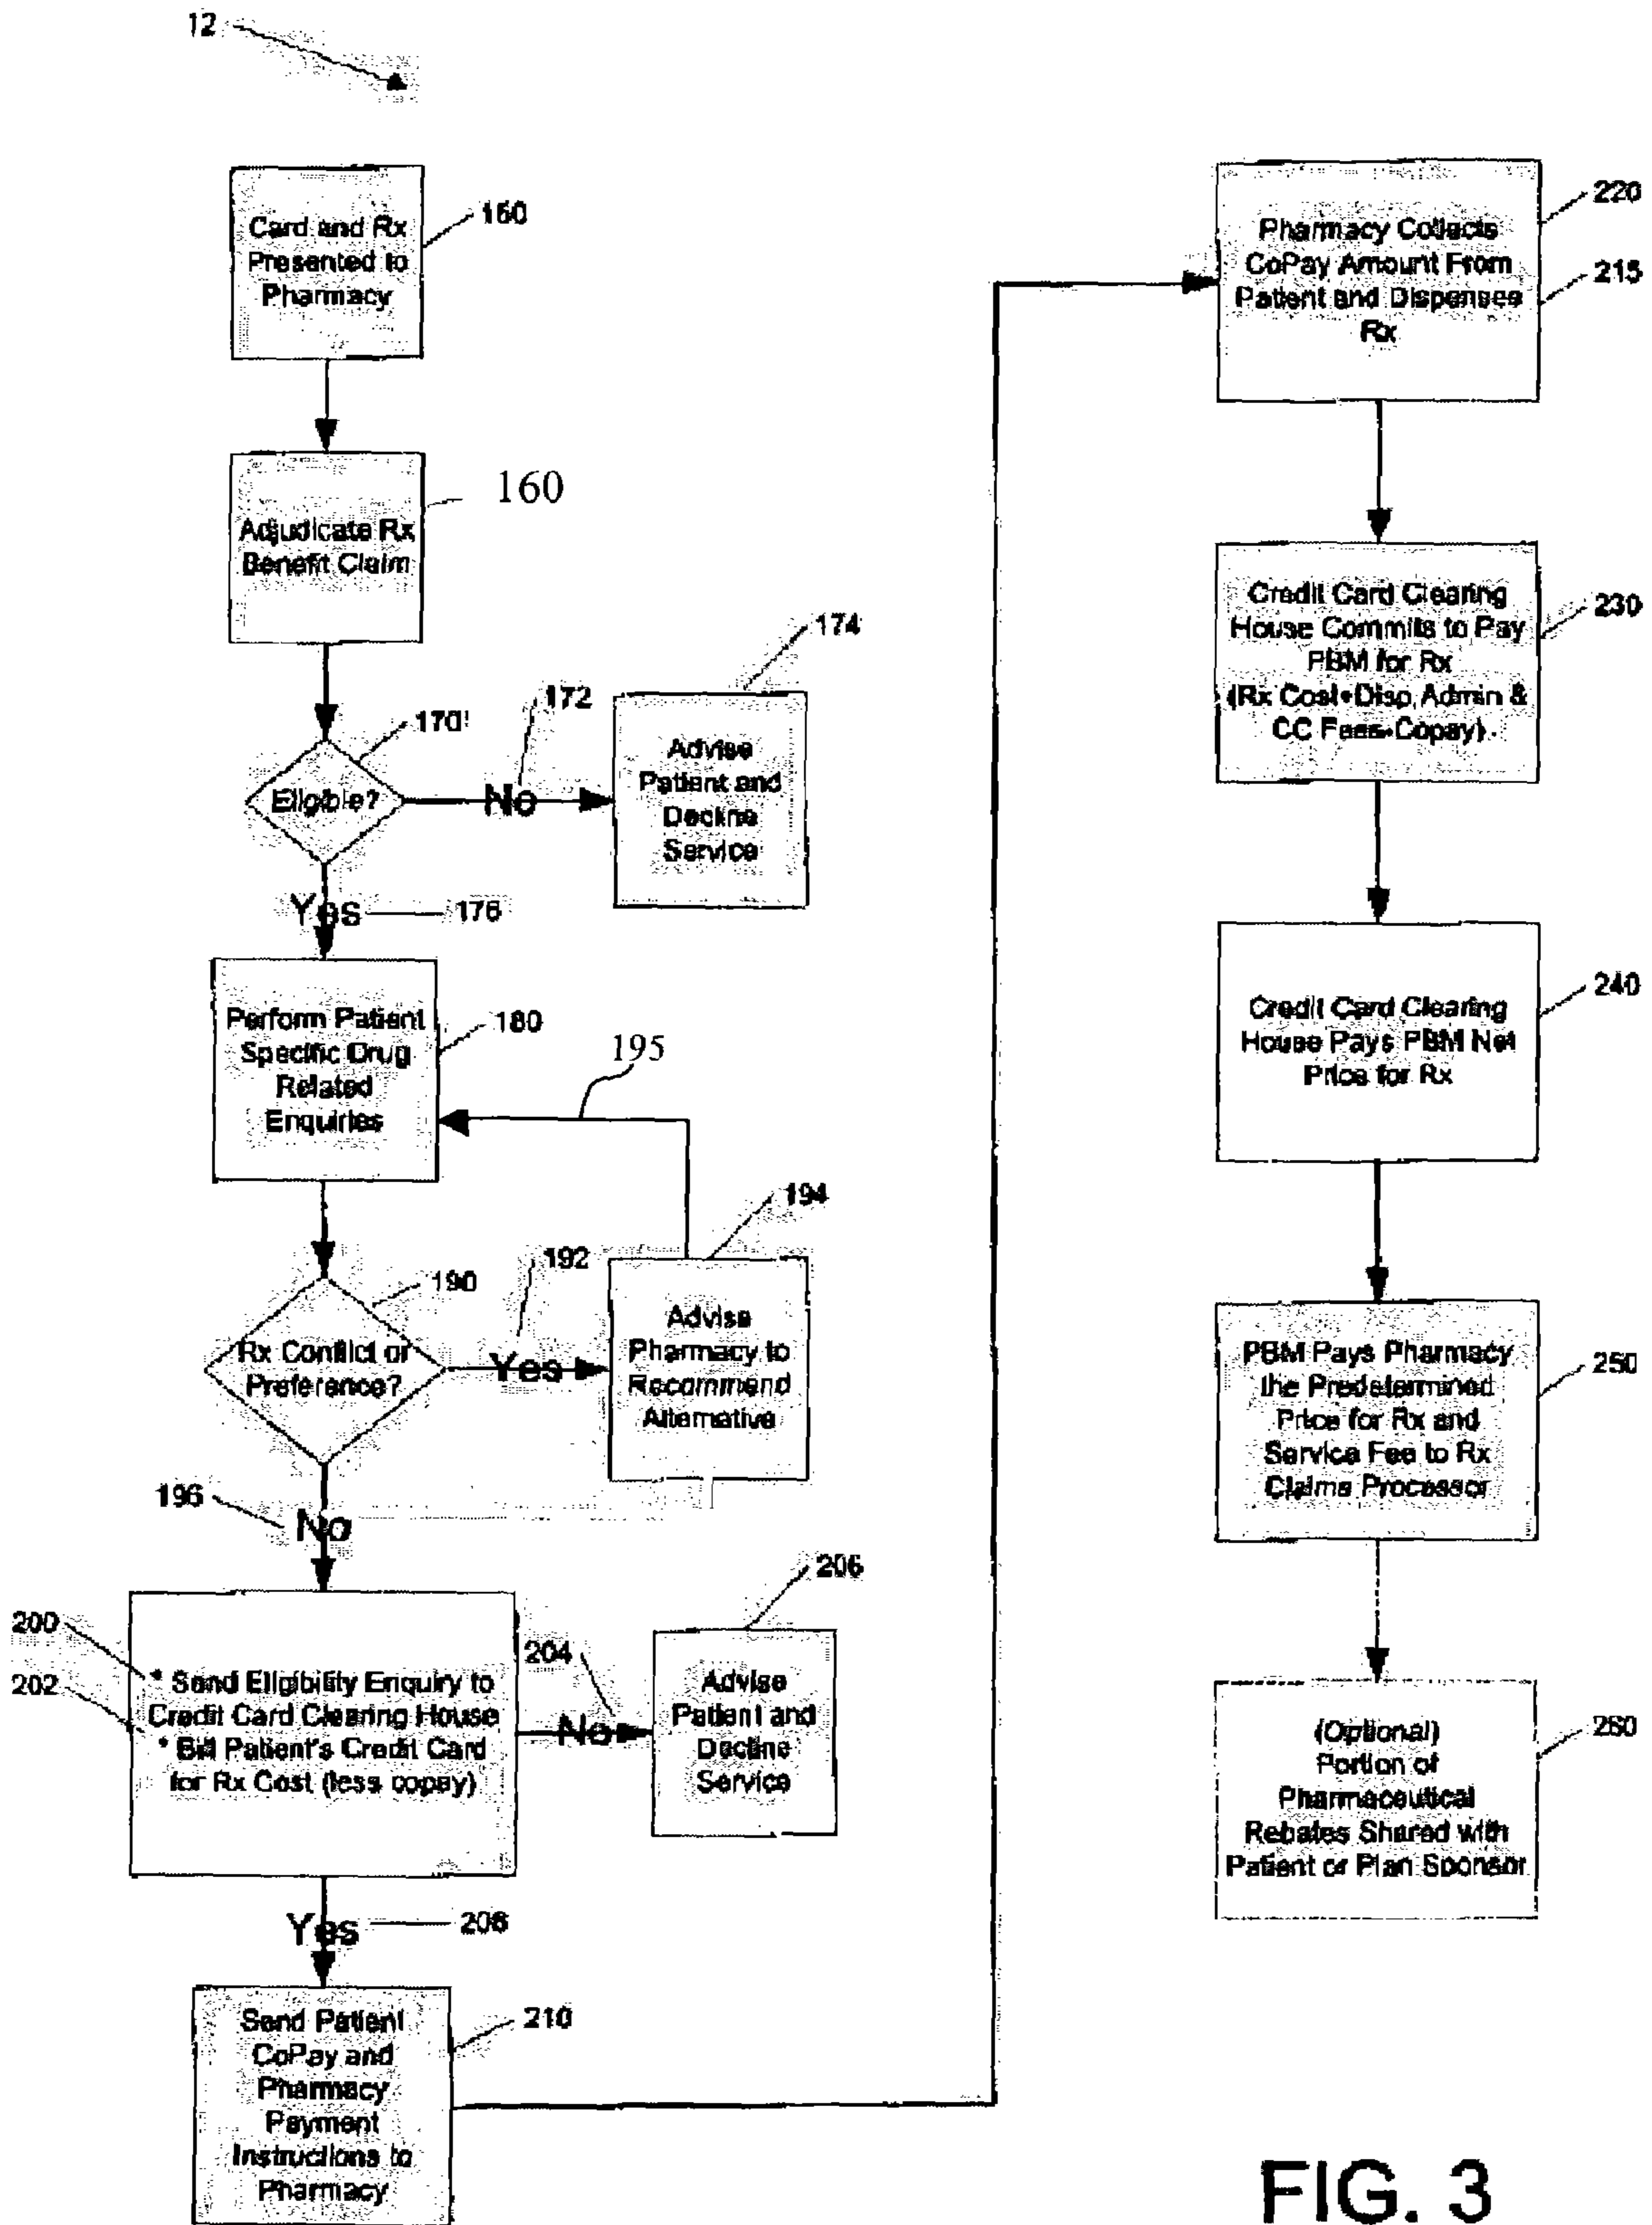 12
Card and Rx
Presented to
Pharmacy
150
Adjudicate Rx
Benefit Claim
160
Eligible?
170
No
172
Advise
Patient and
Decline
Service
174
Yes
176
Perform Patient
Specific Drug
Related
Enquiries
180
195
Rx Conflict or
Preference?
190
Yes
192
Advise
Pharmacy to
Recommend
Alternative
194
196
No
200
202
* Send Eligibility Enquiry to
Credit Card Clearing House
* Bill Patient's Credit Card
for Rx Cost (less copay)
204
No
Advise
Patient and
Decline
Service
206
Yes
208
Send Patient
CoPay and
Pharmacy
Payment
Instructions to
Pharmacy
210
Pharmacy Collects
CoPay Amount From
Patient and Dispenses
Rx
220
215
Credit Card Clearing
House Commits to Pay
PBM for Rx
(Rx Cost+Disp, Admin &
CC Fees-Copay)
230
Credit Card Clearing
House Pays PBM Net
Price for Rx
240
PBM Pays Pharmacy
the Predetermined
Price for Rx and
Service Fee to Rx
Claims Processor
250
(Optional)
Portion of
Pharmaceutical
Rebates Shared with
Patient or Plan Sponsor
260
FIG. 3